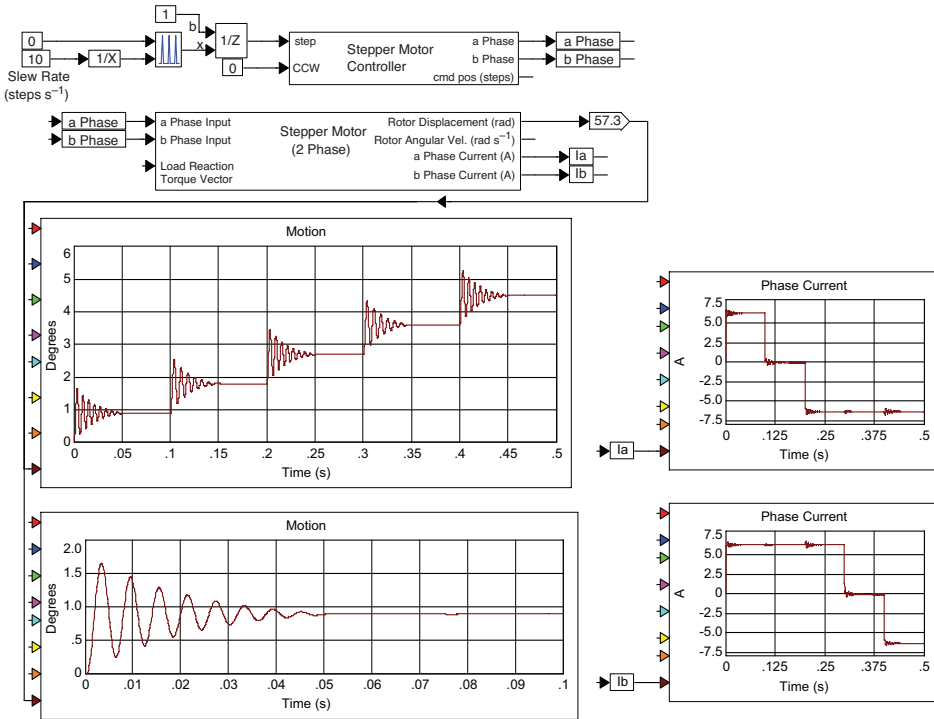 1
b
0
10
1/X
x
1/Z
0
Slew Rate
(steps s⁻¹)
step
CCW
Stepper Motor
Controller
a Phase
b Phase
cmd pos (steps)
a Phase
b Phase
a Phase
b Phase
a Phase Input
b Phase Input
Load Reaction
Torque Vector
Stepper Motor
(2 Phase)
Rotor Displacement (rad)
Rotor Angular Vel. (rad s⁻¹)
a Phase Current (A)
b Phase Current (A)
57.3
Ia
Ib
Motion
Degrees
6
5
4
3
2
1
0
0 .05 .1 .15 .2 .25 .3 .35 .4 .45 .5
Time (s)
Phase Current
A
7.5
5.0
2.5
0
-2.5
-5.0
-7.5
0 .125 .25 .375 .5
Time (s)
Ia
Motion
Degrees
2.0
1.5
1.0
.5
0
0 .01 .02 .03 .04 .05 .06 .07 .08 .09 .1
Time (s)
Phase Current
A
7.5
5.0
2.5
0
-2.5
-5.0
-7.5
0 .125 .25 .375 .5
Time (s)
Ib